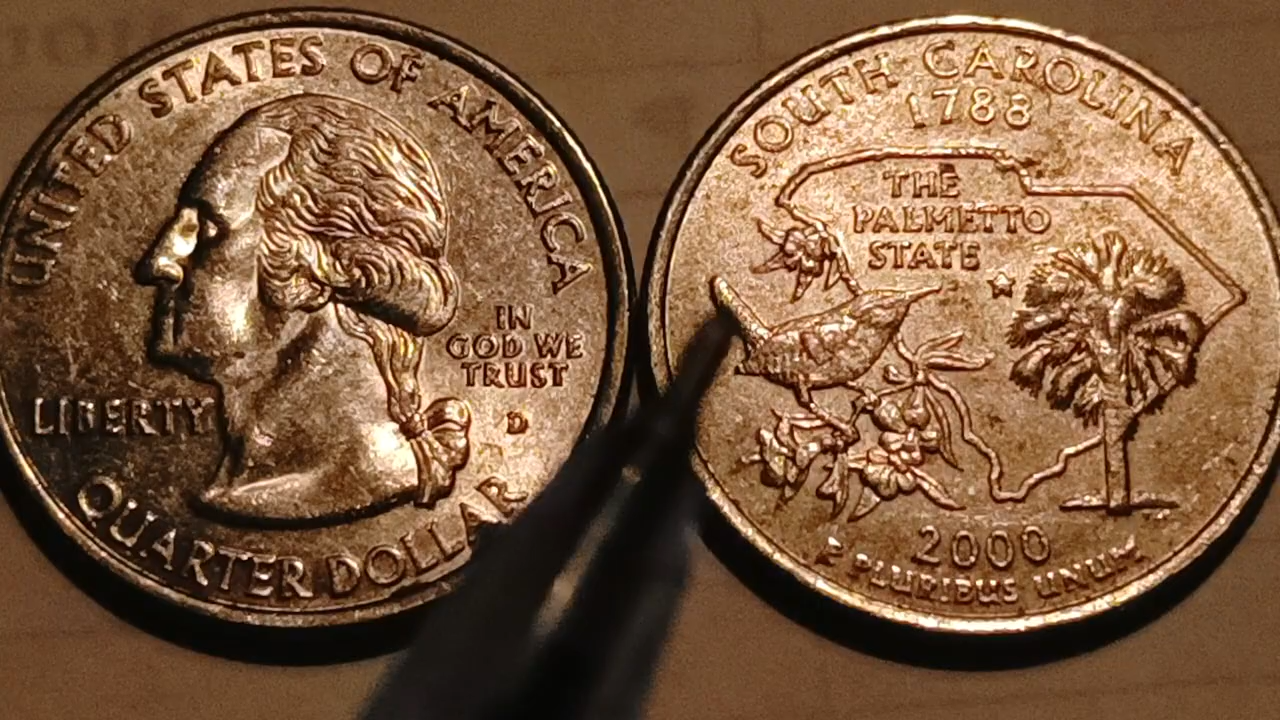 UNITED STATES OF AMERICA
IN
GOD WE
TRUST
LIBERTY
D
QUARTER DOLLAR
SOUTH CAROLINA
1788
THE
PALMETTO
STATE
2000
E PLURIBUS UNUM